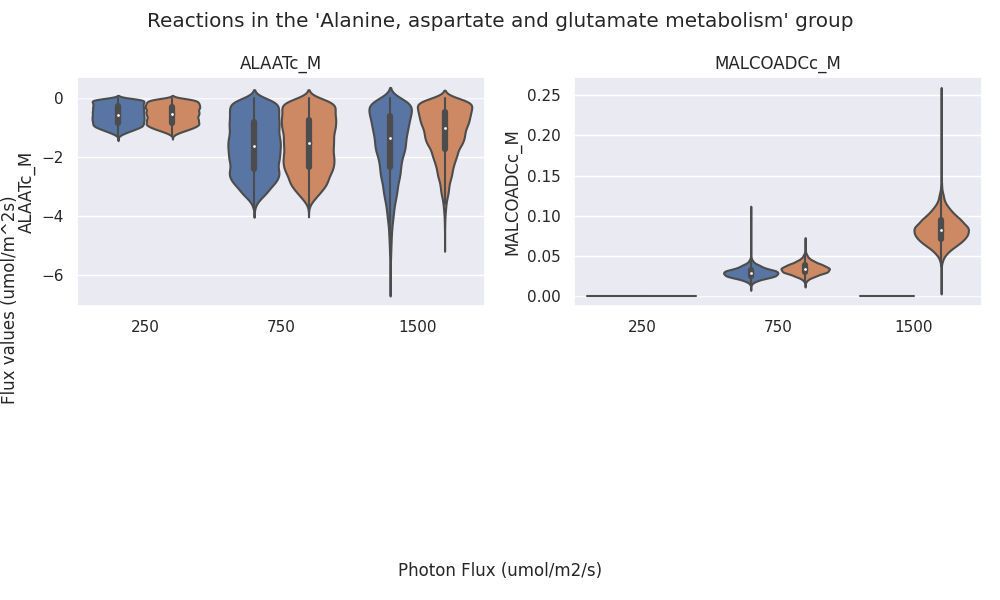 Reactions in the 'Alanine, aspartate and glutamate metabolism' group
ALAATc_M
MALCOADCc_M
0
−2
−4
−6
ALAATc_M
Flux values (umol/m^2s)
250
750
1500
0.25
0.20
0.15
0.10
0.05
0.00
MALCOADCc_M
250
750
1500
Photon Flux (umol/m2/s)